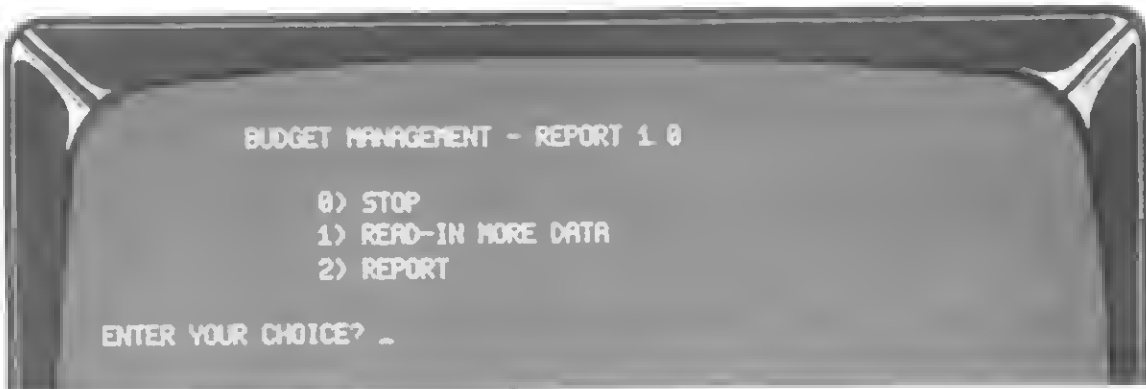 BUDGET MANAGEMENT - REPORT 1.0
0) STOP
1) READ-IN MORE DATA
2) REPORT
ENTER YOUR CHOICE? _